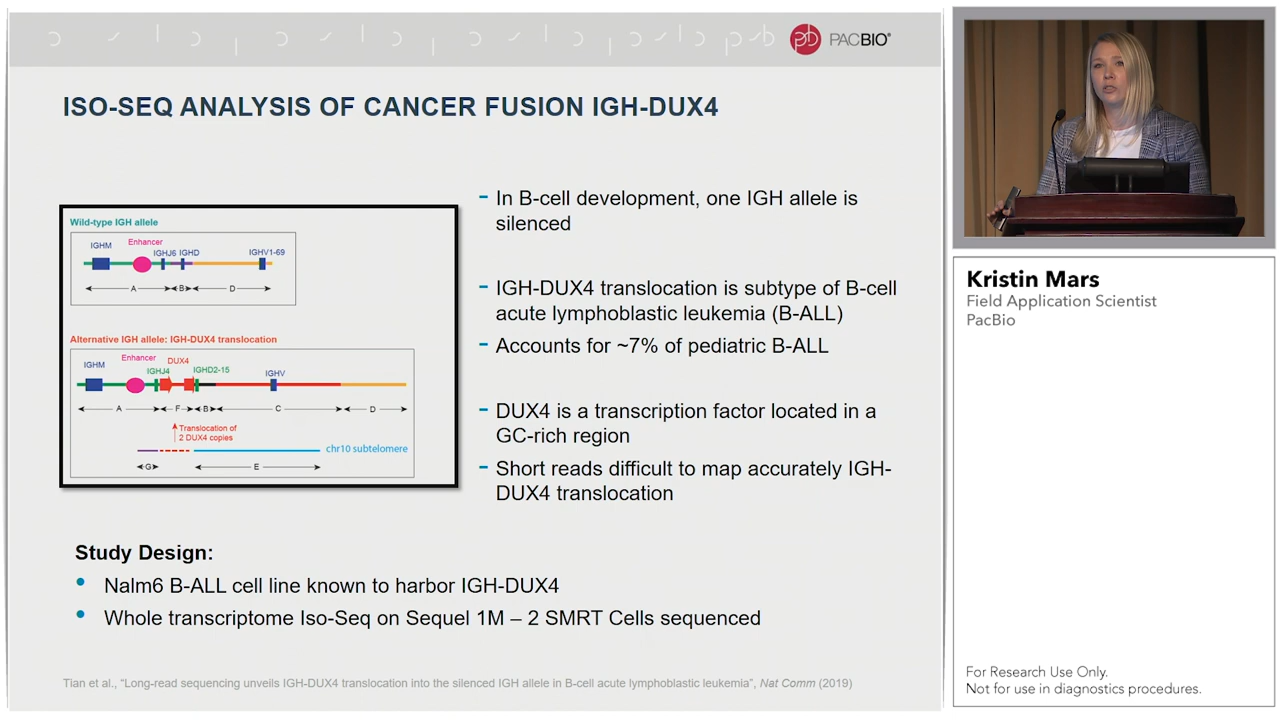 PACBIO®
ISO-SEQ ANALYSIS OF CANCER FUSION IGH-DUX4
Wild-type IGH allele
Enhancer
IGHM
IGHJ6 IGHD
IGHV1-69
A
B
D
Alternative IGH allele: IGH-DUX4 translocation
Enhancer
DUX4
IGHM
IGHJ4
IGHD2-15
IGHV
A
F
B
C
D
Translocation of
2 DUX4 copies
chr10 subtelomere
G
E
- In B-cell development, one IGH allele is
silenced
- IGH-DUX4 translocation is subtype of B-cell
acute lymphoblastic leukemia (B-ALL)
- Accounts for ~7% of pediatric B-ALL
- DUX4 is a transcription factor located in a
GC-rich region
- Short reads difficult to map accurately IGH-
DUX4 translocation
Study Design:
• Nalm6 B-ALL cell line known to harbor IGH-DUX4
• Whole transcriptome Iso-Seq on Sequel 1M – 2 SMRT Cells sequenced
Tian et al., “Long-read sequencing unveils IGH-DUX4 translocation into the silenced IGH allele in B-cell acute lymphoblastic leukemia”, Nat Comm (2019)
Kristin Mars
Field Application Scientist
PacBio
For Research Use Only.
Not for use in diagnostics procedures.